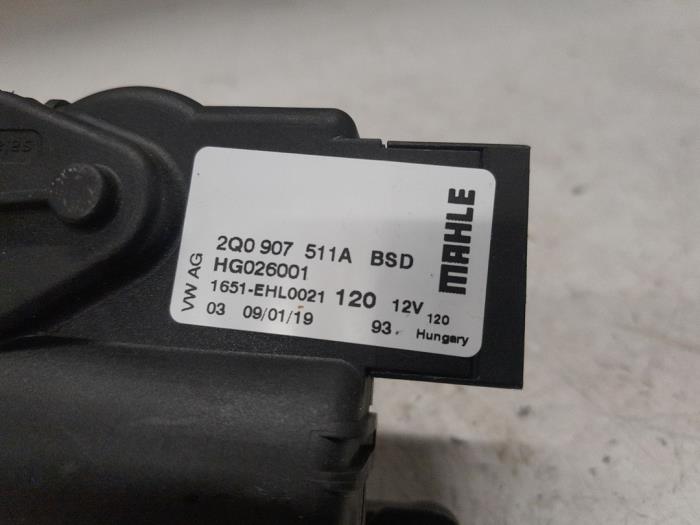 2Q0 907 511A BSD
HG026001
1651-EHL0021 120 12V 120
03 09/01/19 93. Hungary
VW AG
MAHLE